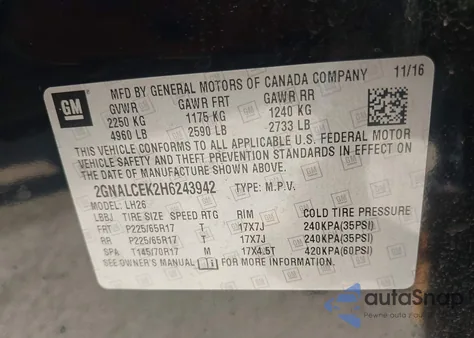 GM
MFD BY GENERAL MOTORS OF CANADA COMPANY 11/16
GVWR GAWR FRT GAWR RR
2250 KG 1175 KG 1240 KG
4960 LB 2590 LB 2733 LB
THIS VEHICLE CONFORMS TO ALL APPLICABLE U.S. FEDERAL MOTOR
VEHICLE SAFETY AND THEFT PREVENTION STANDARDS IN EFFECT ON
THE DATE OF MANUFACTURE SHOWN ABOVE.
2GNALCEK2H6243942 TYPE: M.P.V.
MODEL: LH26
LBBJ TIRE SIZE SPEED RTG RIM COLD TIRE PRESSURE
FRT P225/65R17 T 17X7J 240KPA(35PSI)
RR P225/65R17 T 17X7J 240KPA(35PSI)
SPA T145/70R17 M 17X4.5T 420KPA(60PSI)
SEE OWNER'S MANUAL FOR MORE INFORMATION
autaSnap
Pewne auto z USA